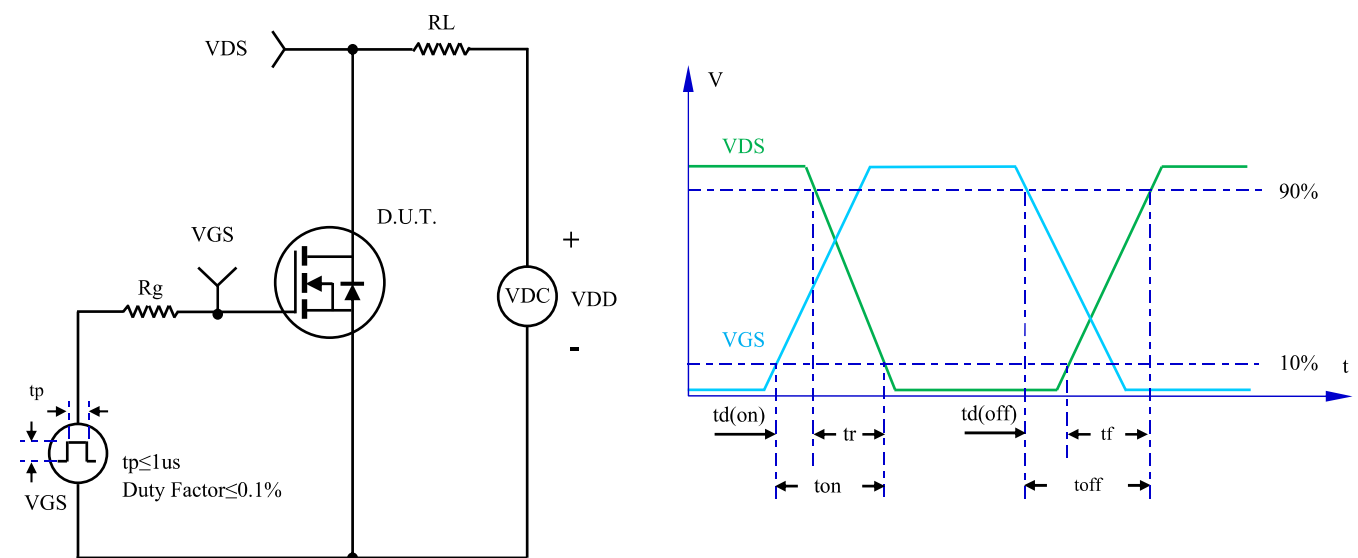 RL
VDS
D.U.T.
VGS
Rg
+
VDC
VDD
-
tp
tp≤1us
Duty Factor≤0.1%
VGS
V
VDS
90%
VGS
10%
t
td(on)
tr
td(off)
tf
ton
toff